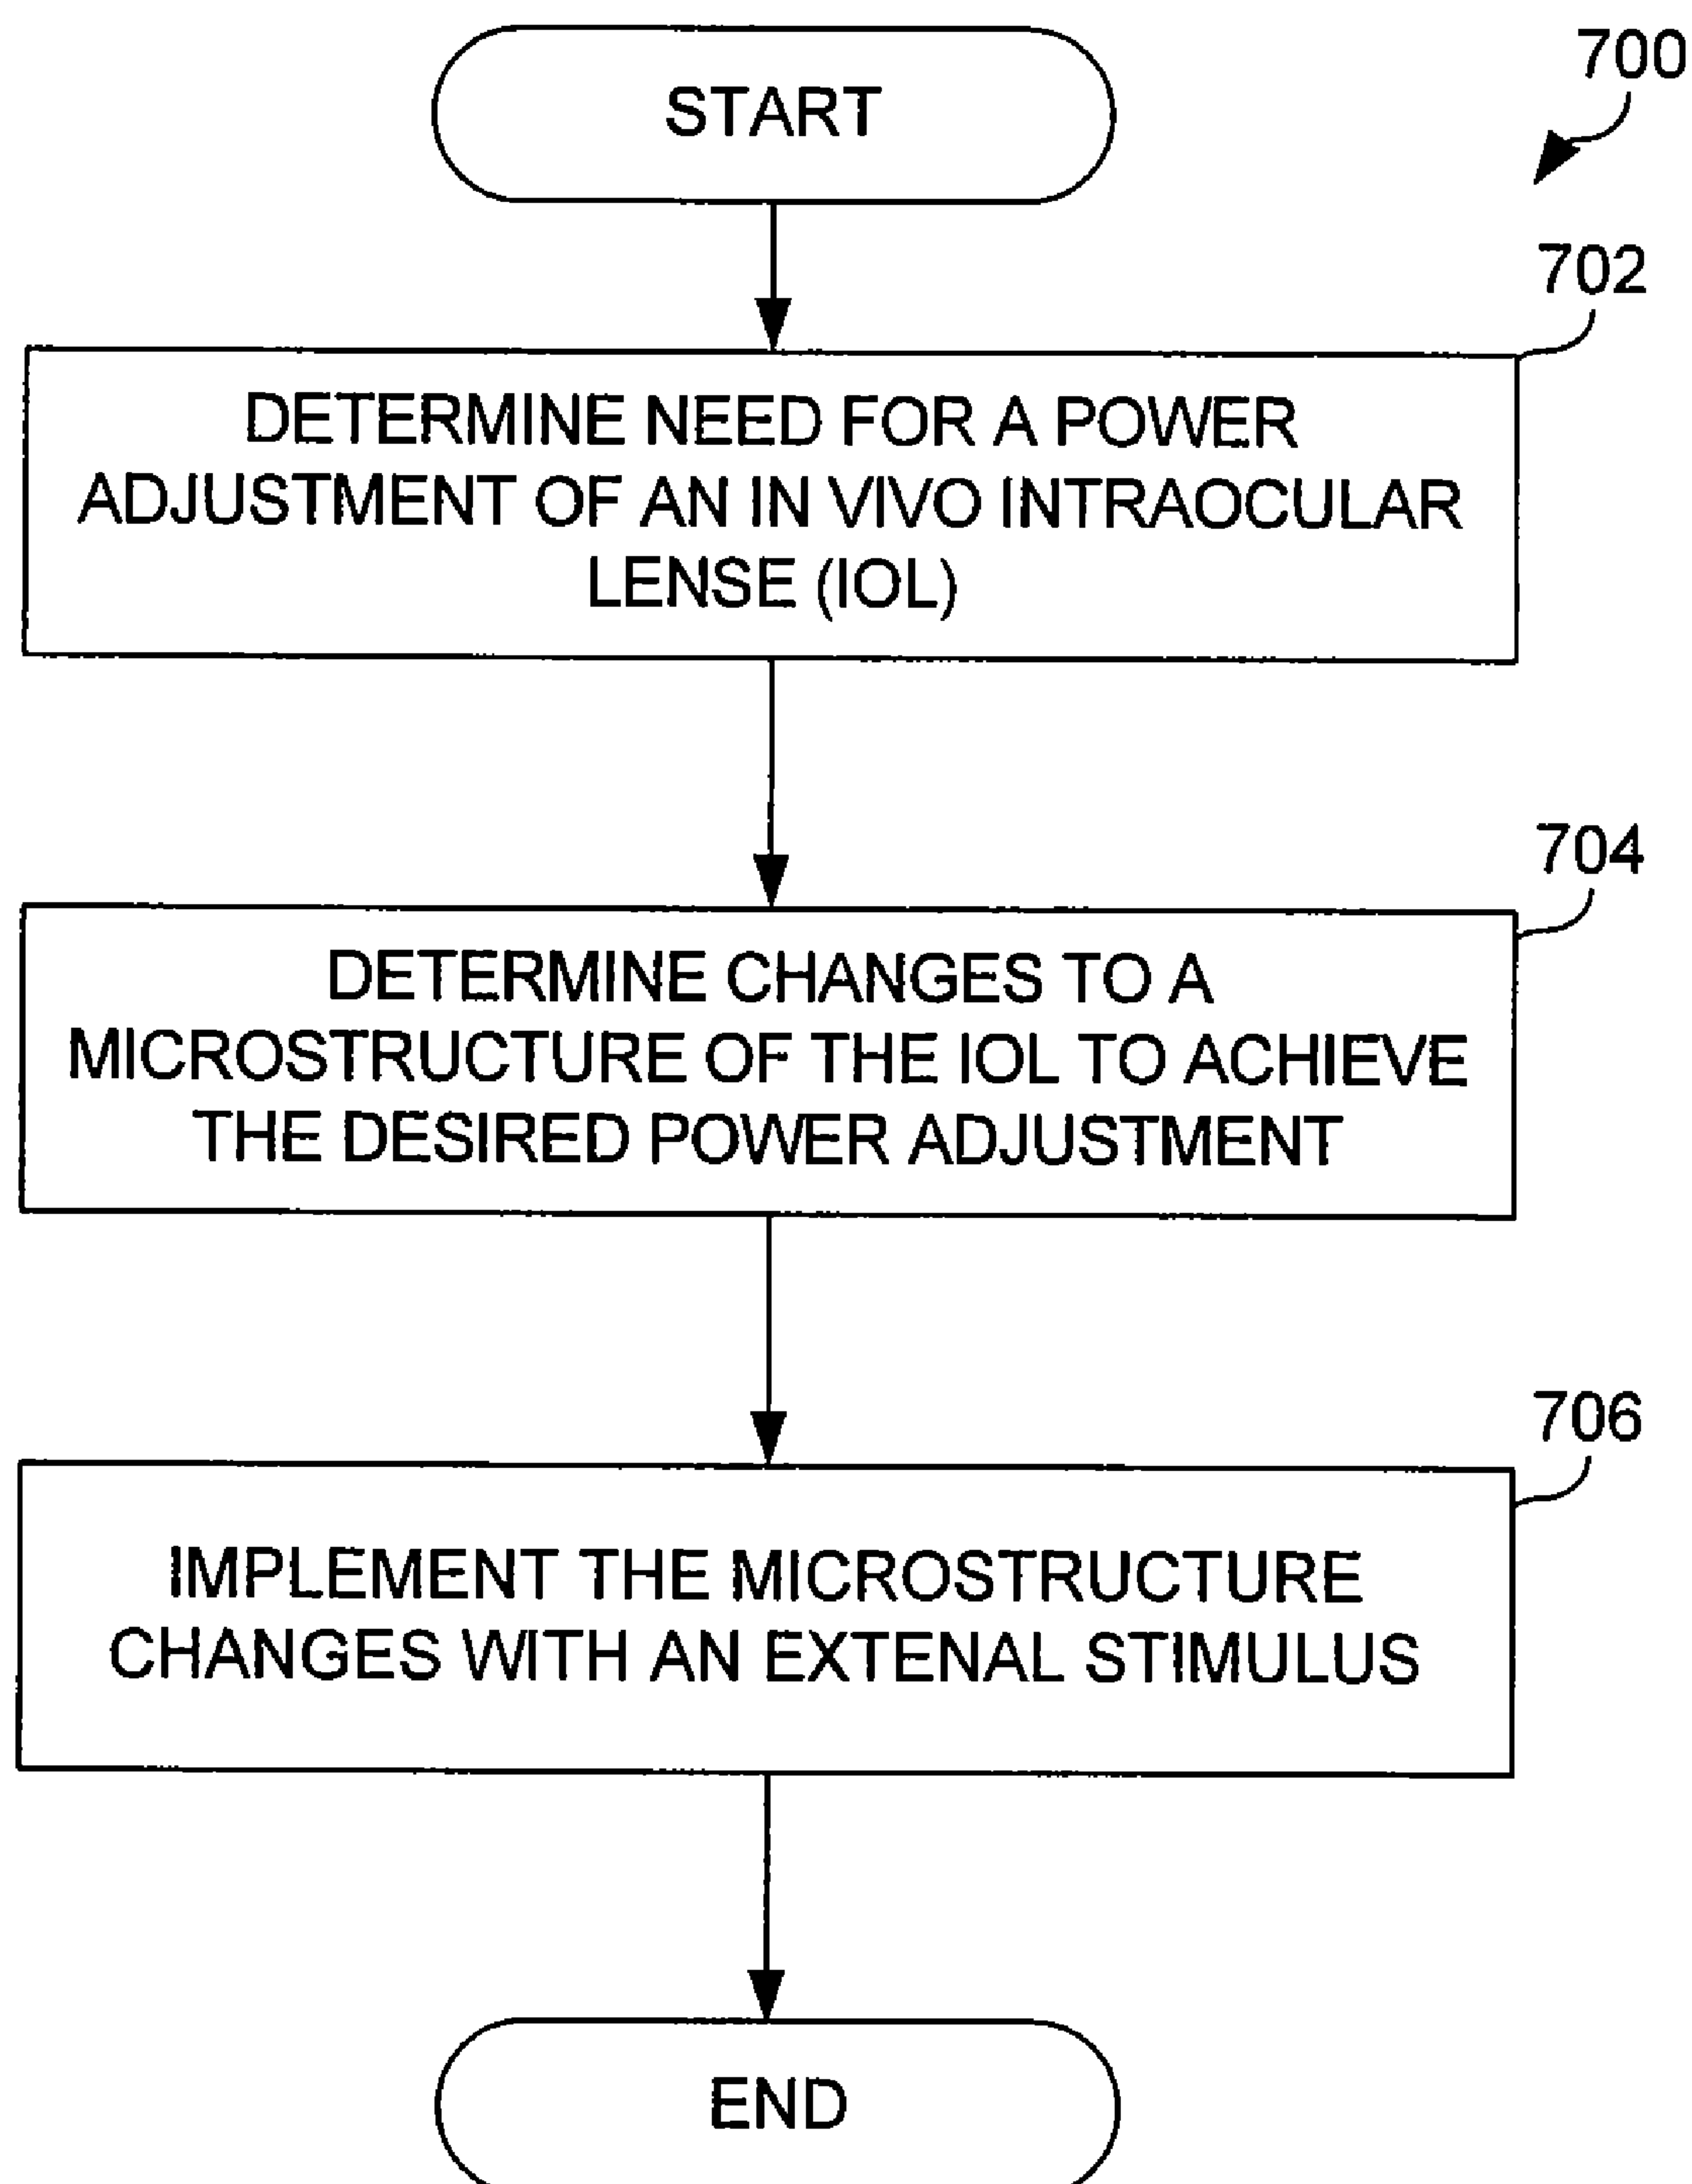 START
700
702
DETERMINE NEED FOR A POWER
ADJUSTMENT OF AN IN VIVO INTRAOCULAR
LENSE (IOL)
704
DETERMINE CHANGES TO A
MICROSTRUCTURE OF THE IOL TO ACHIEVE
THE DESIRED POWER ADJUSTMENT
706
IMPLEMENT THE MICROSTRUCTURE
CHANGES WITH AN EXTENAL STIMULUS
END